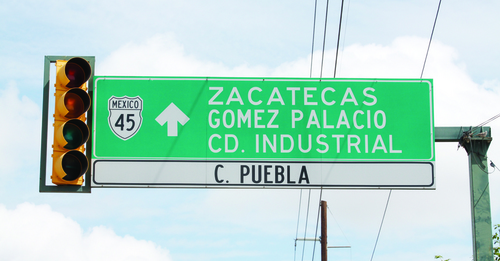 MEXICO
45
ZACATECAS
GOMEZ PALACIO
CD. INDUSTRIAL
C. PUEBLA